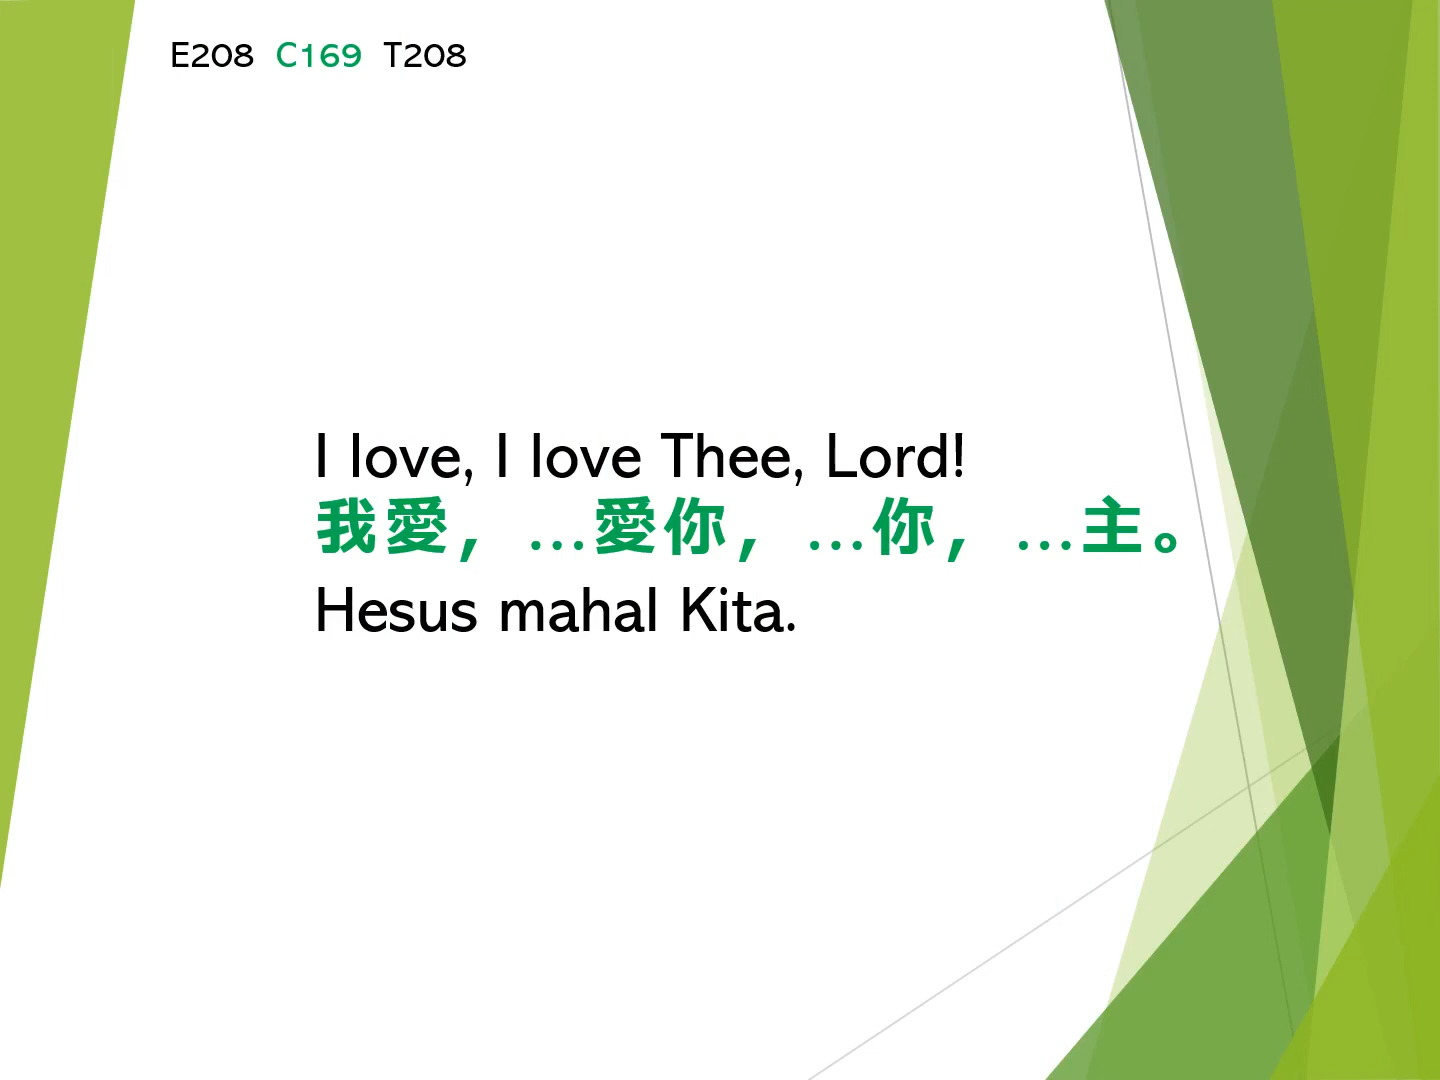 E208 C169 T208
I love, I love Thee, Lord!
我愛，…愛你，…你，…主。
Hesus mahal Kita.